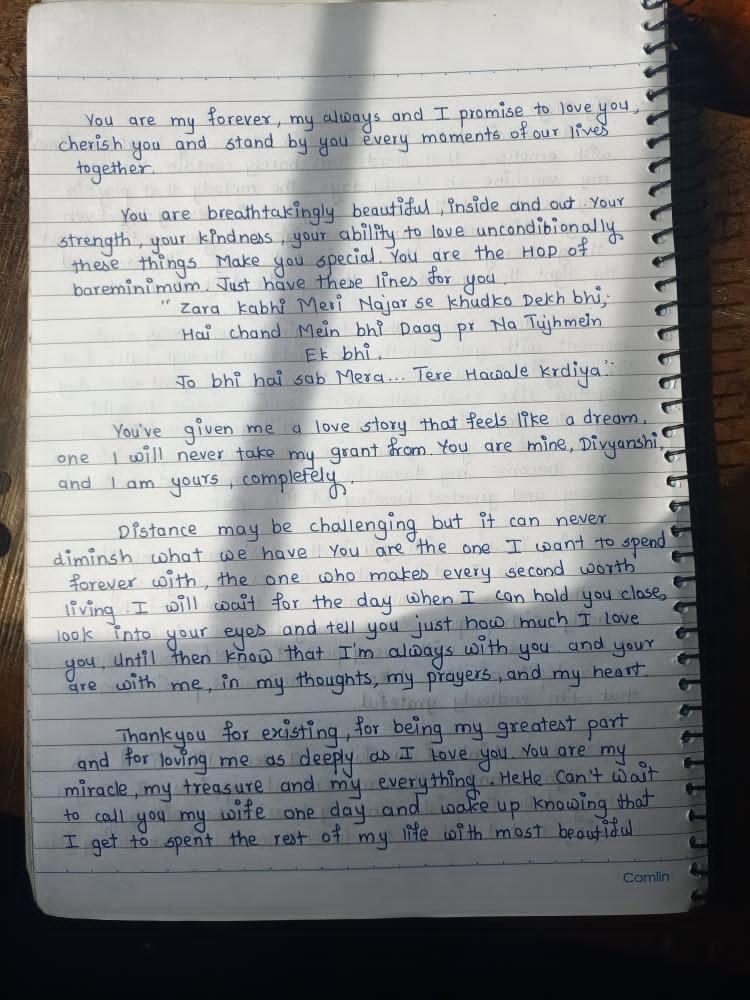 You are my forever, my always and I promise to love you,
cherish you and stand by you every moments of our lives
together.
You are breathtakingly beautiful, inside and out. Your
strength, your kindness, your ability to love unconditionally
these things Make you special. You are the HOD of
bareminimum. Just have these lines for you.
" Zara kabhi Meri Najar se khudko Dekh bhi,
Hai chand Mein bhi Daag pr Na Tujhmein
Ek bhi.
Jo bhi hai sab Mera... Tere Hawale Krdiya".
You've given me a love story that feels like a dream.
one I will never take my grant from. You are mine, Divyanshi,
and I am yours, completely.
Distance may be challenging but it can never
diminsh what we have You are the one I want to spend
forever with, the one who makes every second worth
living I will wait for the day when I can hold you close,
look into your eyes and tell you just how much I love
you. Until then know that I'm always with you and your
are with me, in my thoughts, my prayers, and my heart.
Thankyou for existing, for being my greatest part
and for loving me as deeply as I love you. You are my
miracle, my treasure and my everything. HeHe can't wait
to call you my wife one day and wake up knowing that
I get to spent the rest of my life with most beautiful
Camlin